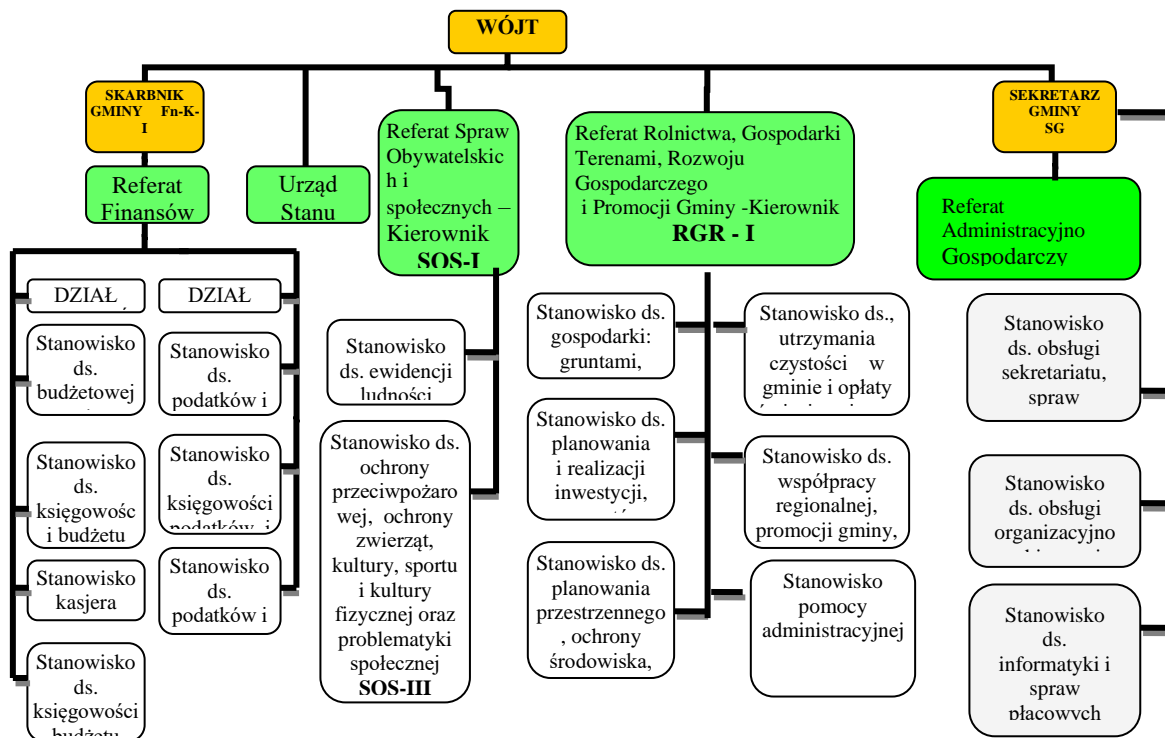 WÓJT
SKARBNIK
GMINY Fn-K-
I
Referat
Finansów
Urząd
Stanu
Referat Spraw
Obywatelskic
h i
społecznych –
Kierownik
SOS-I
Referat Rolnictwa, Gospodarki
Terenami, Rozwoju
Gospodarczego
i Promocji Gminy -Kierownik
RGR - I
SEKRETARZ
GMINY
SG
Referat
Administracyjno
Gospodarczy
DZIAŁ
Stanowisko
ds.
budżetowej
Stanowisko
ds.
księgowośc
i budżetu
Stanowisko
kasjera
Stanowisko
ds.
księgowości
budżetu
DZIAŁ
Stanowisko
ds.
podatków i
Stanowisko
ds.
księgowości
podatków i
Stanowisko
ds.
podatków i
Stanowisko
ds. ewidencji
ludności
Stanowisko ds.
ochrony
przeciwpożaro
wej, ochrony
zwierząt,
kultury, sportu
i kultury
fizycznej oraz
problematyki
społecznej
SOS-III
Stanowisko ds.
gospodarki:
gruntami,
Stanowisko ds.
planowania
i realizacji
inwestycji,
Stanowisko ds.
planowania
przestrzennego
, ochrony
środowiska,
Stanowisko ds.,
utrzymania
czystości w
gminie i opłaty
Stanowisko ds.
współpracy
regionalnej,
promocji gminy,
Stanowisko
pomocy
administracyjnej
Stanowisko
ds. obsługi
sekretariatu,
spraw
Stanowisko
ds. obsługi
organizacyjno
Stanowisko
ds.
informatyki i
spraw
płacowych